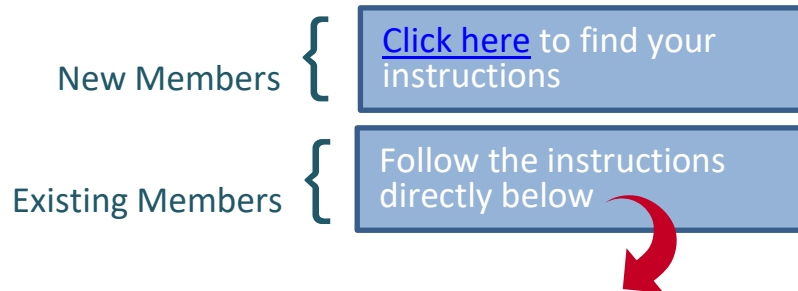 New Members
Click here to find your
instructions
Existing Members
Follow the instructions
directly below